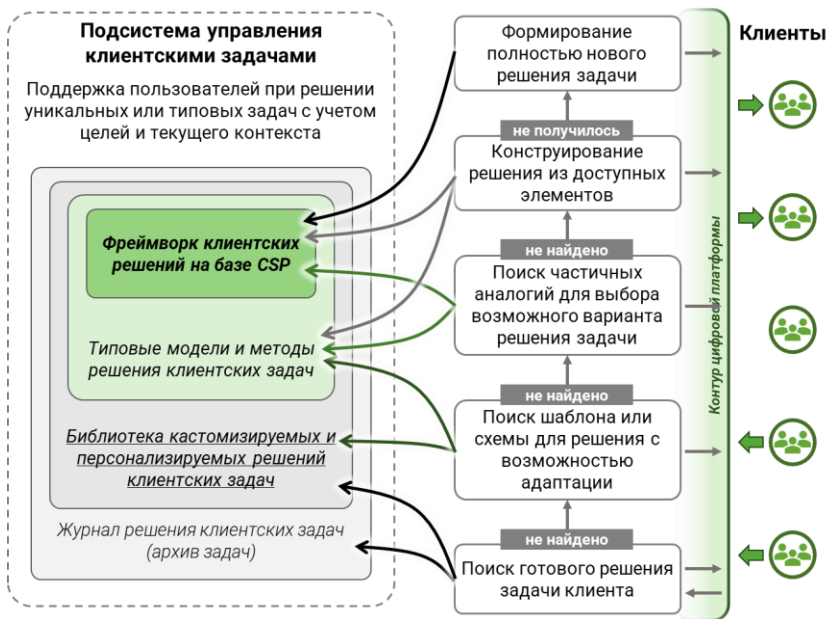 Подсистема управления
клиентскими задачами
Поддержка пользователей при решении
уникальных или типовых задач с учетом
целей и текущего контекста
Фреймворк клиентских
решений на базе CSP
Типовые модели и методы
решения клиентских задач
Библиотека кастомизируемых и
персонализируемых решений
клиентских задач
Журнал решения клиентских задач
(архив задач)
Формирование
полностью нового
решения задачи
не получилось
Конструирование
решения из доступных
элементов
не найдено
Поиск частичных
аналогий для выбора
возможного варианта
решения задачи
не найдено
Поиск шаблона или
схемы для решения с
возможностью
адаптации
не найдено
Поиск готового решения
задачи клиента
Контур цифровой платформы
Клиенты